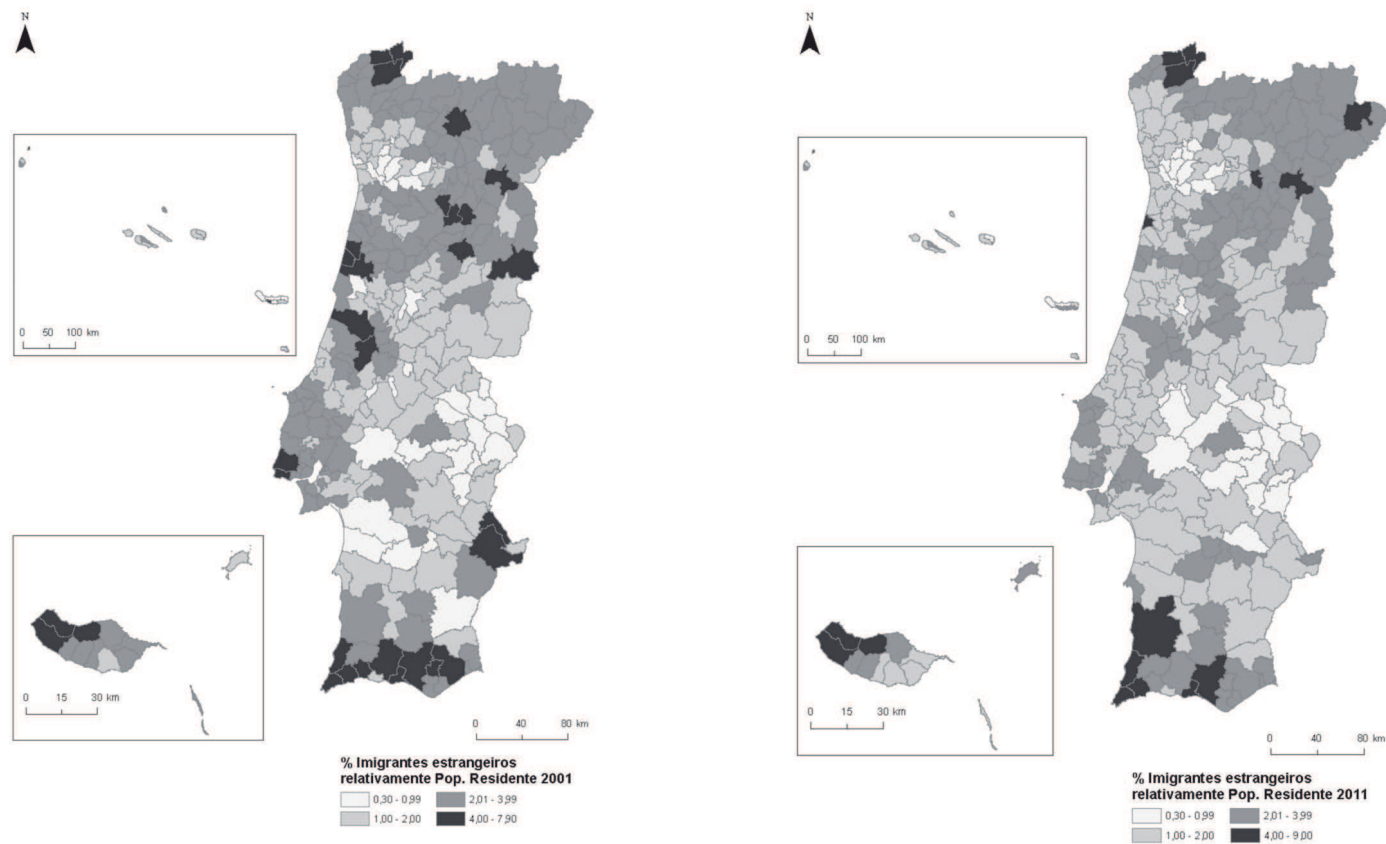 N
0 50 100 km
0 15 30 km
0 40 80 km
% Imigrantes estrangeiros
relativamente Pop. Residente 2001
0,30 - 0,99 2,01 - 3,99
1,00 - 2,00 4,00 - 7,90
N
0 50 100 km
0 15 30 km
0 40 80 km
% Imigrantes estrangeiros
relativamente Pop. Residente 2011
0,30 - 0,99 2,01 - 3,99
1,00 - 2,00 4,00 - 9,00